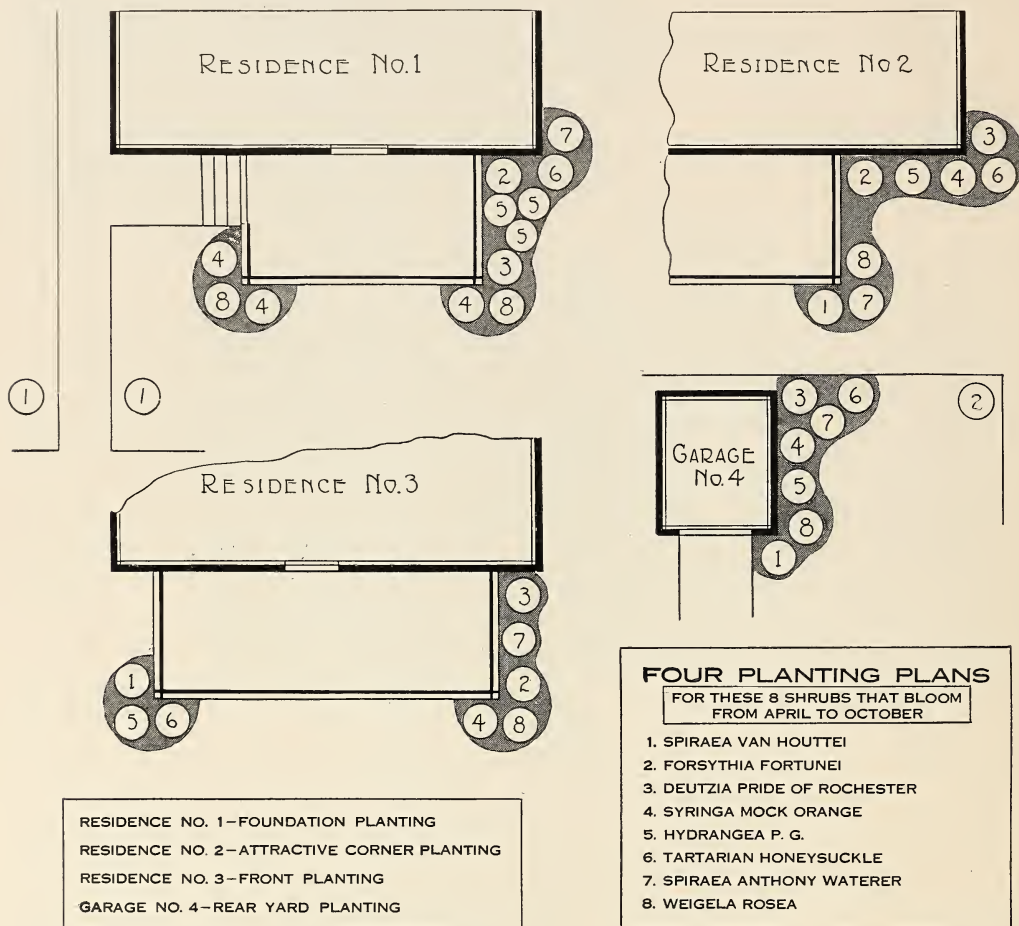 RESIDENCE NO.1
7
2
6
5
5
5
3
4
8
4
4
8
1
1
RESIDENCE NO 2
3
2
5
4
6
8
1
7
RESIDENCE NO.3
3
7
2
4
8
1
5
6
GARAGE
NO.4
3
6
7
4
5
8
1
2
RESIDENCE NO. 1–FOUNDATION PLANTING
RESIDENCE NO. 2–ATTRACTIVE CORNER PLANTING
RESIDENCE NO. 3–FRONT PLANTING
GARAGE NO. 4–REAR YARD PLANTING
FOUR PLANTING PLANS
FOR THESE 8 SHRUBS THAT BLOOM
FROM APRIL TO OCTOBER
1. SPIRAEA VAN HOUTTEI
2. FORSYTHIA FORTUNEI
3. DEUTZIA PRIDE OF ROCHESTER
4. SYRINGA MOCK ORANGE
5. HYDRANGEA P. G.
6. TARTARIAN HONEYSUCKLE
7. SPIRAEA ANTHONY WATERER
8. WEIGELA ROSEA